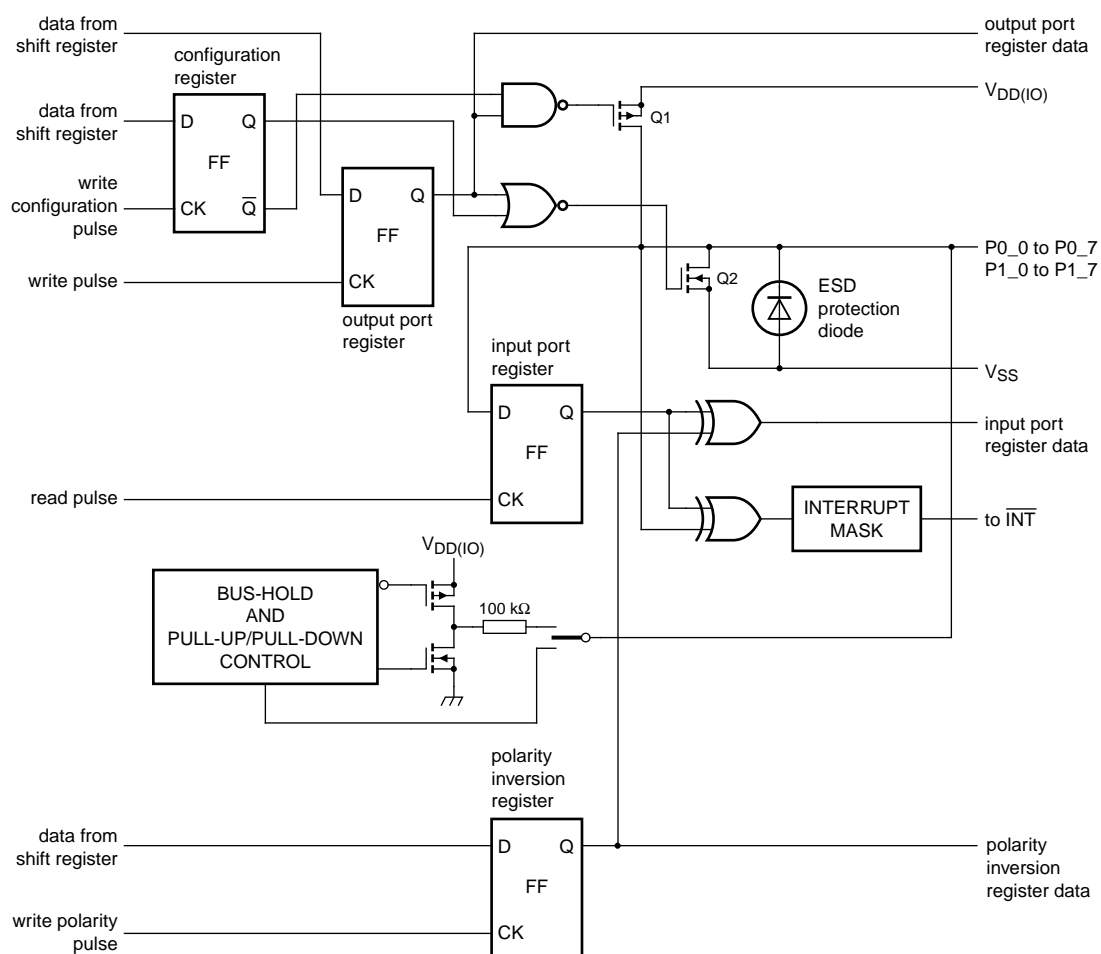 data from
shift register
configuration
register
output port
register data
VDD(IO)
Q1
data from
shift register
D
Q
FF
write
configuration
pulse
CK
Q̅
D
Q
FF
CK
write pulse
output port
register
P0_0 to P0_7
P1_0 to P1_7
Q2
ESD
protection
diode
VSS
input port
register
D
Q
FF
CK
input port
register data
read pulse
INTERRUPT
MASK
to I̅N̅T̅
VDD(IO)
BUS-HOLD
AND
PULL-UP/PULL-DOWN
CONTROL
100 kΩ
polarity
inversion
register
data from
shift register
D
Q
FF
CK
polarity
inversion
register data
write polarity
pulse